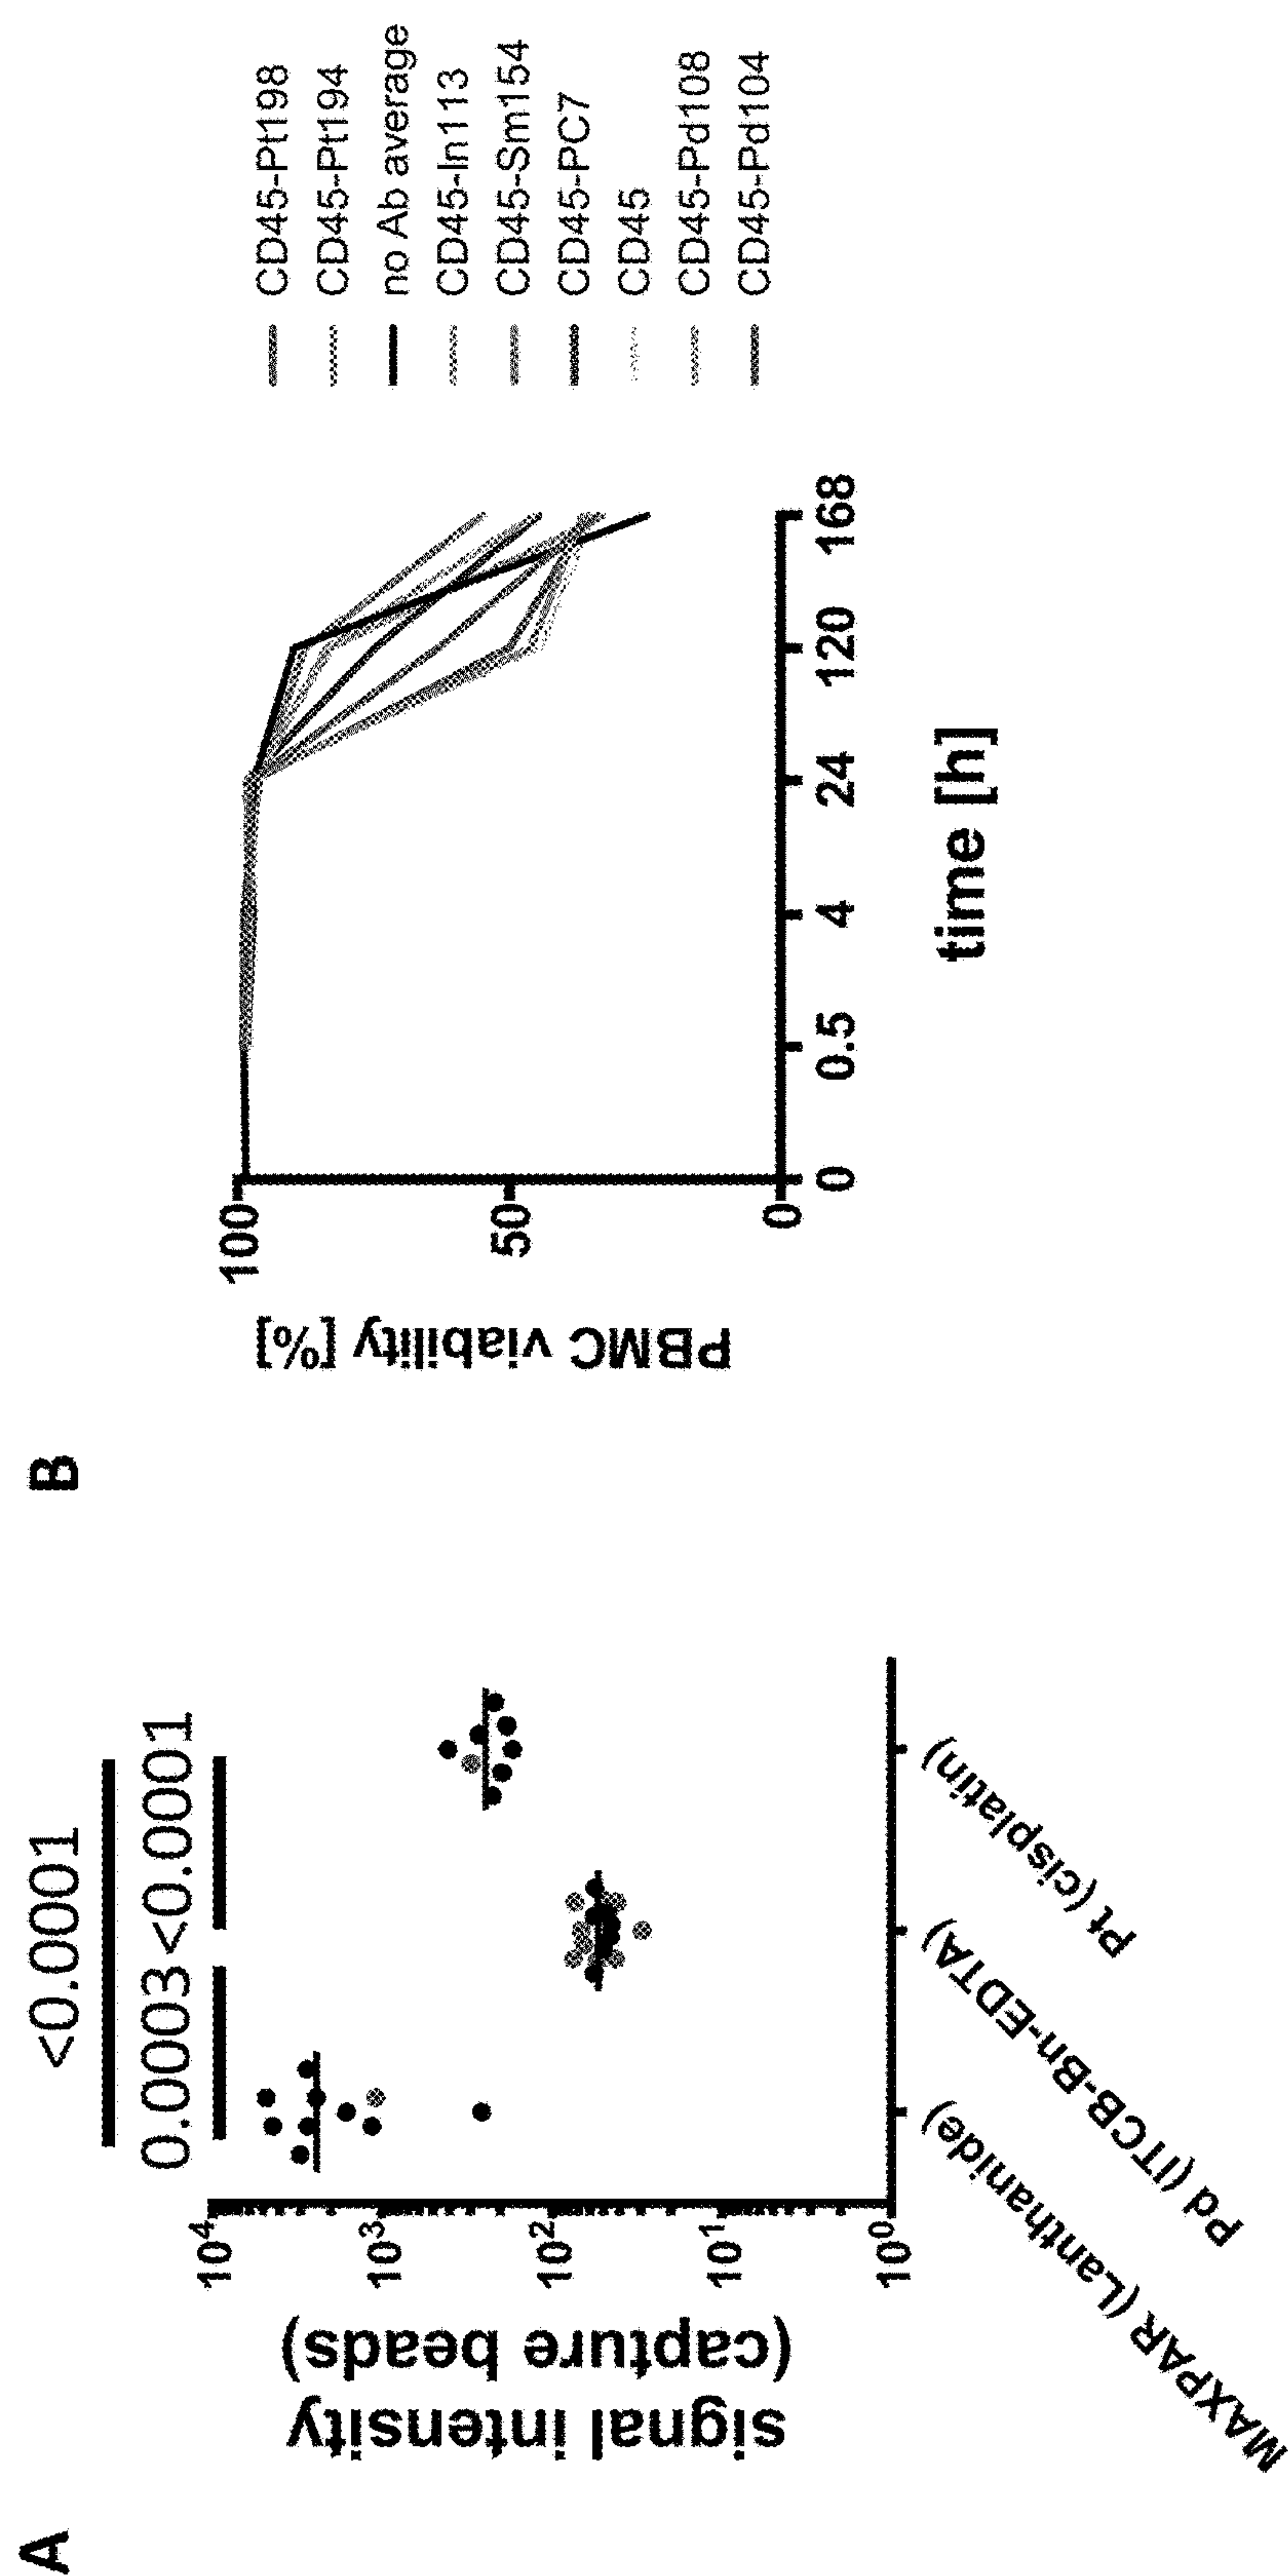 A
<0.0001
0.0003 <0.0001
signal intensity
(capture beads)
10⁴
10³
10²
10¹
10⁰
MAXPAR (Lanthanide)
Pd (ITCB-Bn-EDTA)
Pt (cisplatin)
B
PBMC viability [%]
100
50
0
0 0.5 4 24 120 168
time [h]
CD45-Pt198
CD45-Pt194
no Ab average
CD45-In113
CD45-Sm154
CD45-PC7
CD45
CD45-Pd108
CD45-Pd104